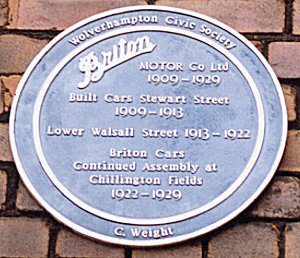 Wolverhampton Civic Society
Briton
MOTOR Co Ltd
1909-1929
Built Cars Stewart Street
1909-1913
Lower Walsall Street 1913-1922
Briton Cars
Continued Assembly at
Chillington Fields
1922-1929
C. Weight